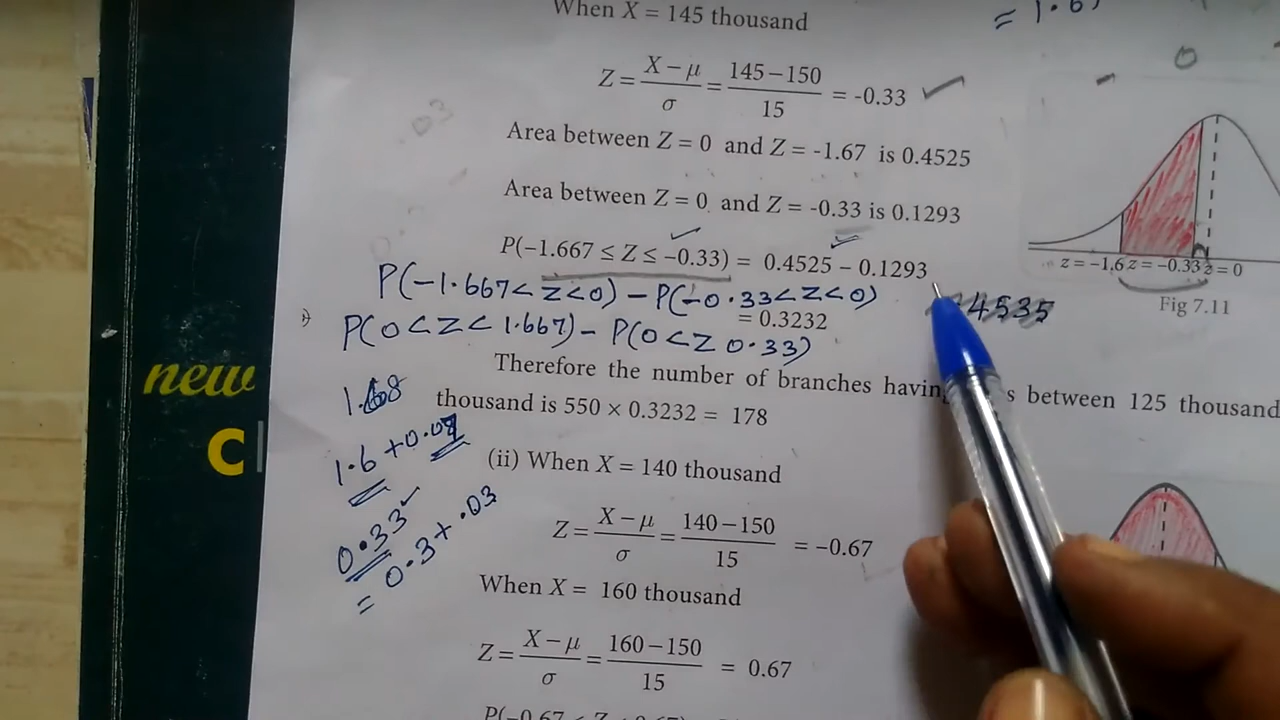 When X = 145 thousand
Z = X − μ / σ = 145 − 150 / 15 = -0.33
Area between Z = 0 and Z = -1.67 is 0.4525
Area between Z = 0 and Z = -0.33 is 0.1293
P(−1.667 ≤ Z ≤ −0.33) = 0.4525 − 0.1293
P(-1.667<Z<0) − P(-0.33<Z<0)
4535
= 0.3232
P(0<Z<1.667) − P(0<Z 0.33)
z = −1.6 z = −0.33 z = 0
Fig 7.11
Therefore the number of branches having s between 125 thousand
thousand is 550 × 0.3232 = 178
1.6+0.07
0.33
= 0.3+.03
(ii) When X = 140 thousand
Z = X − μ / σ = 140 − 150 / 15 = −0.67
When X = 160 thousand
Z = X − μ / σ = 160 − 150 / 15 = 0.67
new
c